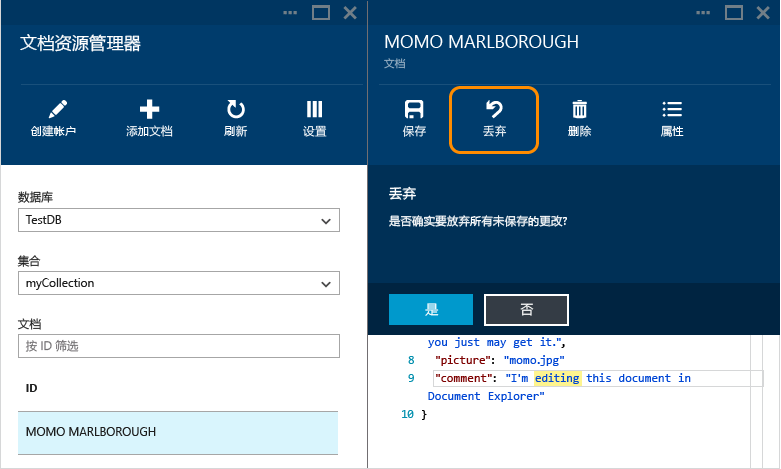 文档资源管理器
创建帐户
添加文档
刷新
设置
数据库
TestDB
集合
myCollection
文档
按 ID 筛选
ID
MOMO MARLBOROUGH
MOMO MARLBOROUGH
文档
保存
丢弃
删除
属性
丢弃
是否确实要放弃所有未保存的更改?
是
否
you just may get it.",
8 "picture": "momo.jpg"
9 "comment": "I'm editing this document in
Document Explorer"
10 }